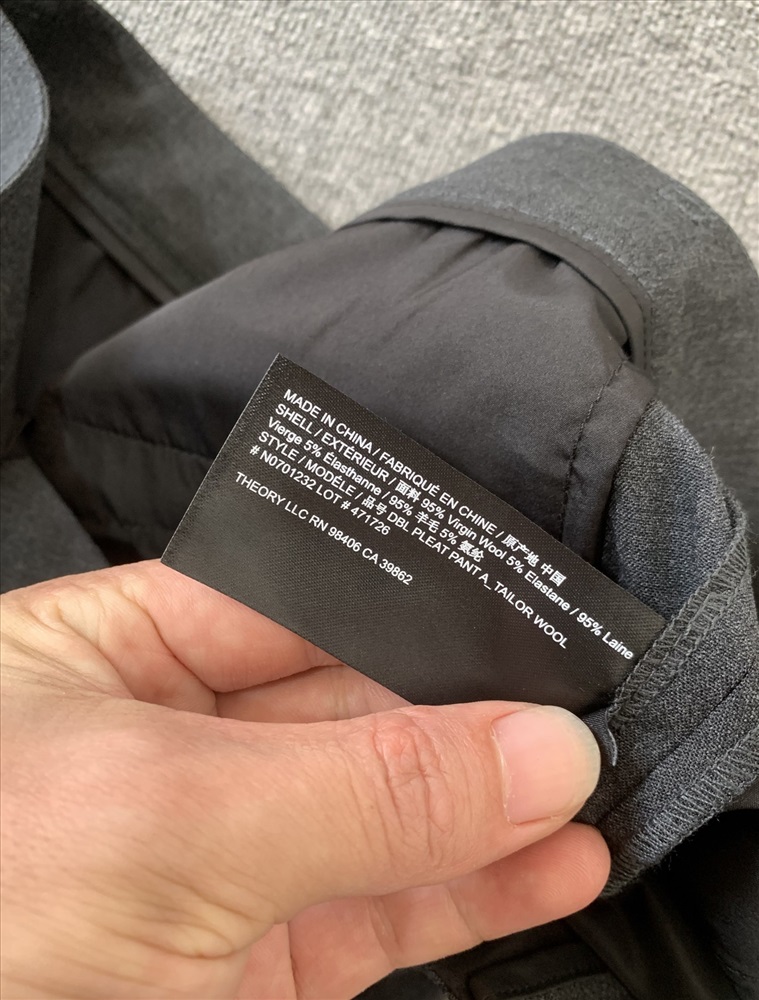 MADE IN CHINA / FABRIQUÉ EN CHINE / 原产地 中国
SHELL / EXTÉRIEUR / 面料 95% Virgin Wool 5% Elastane / 95% Laine
Vierge 5% Élasthanne / 95% 羊毛 5% 氨纶
STYLE / MODÈLE / 品号 DBL PLEAT PANT A_TAILOR WOOL
# N0701232 LOT # 471726
THEORY LLC RN 98406 CA 39862